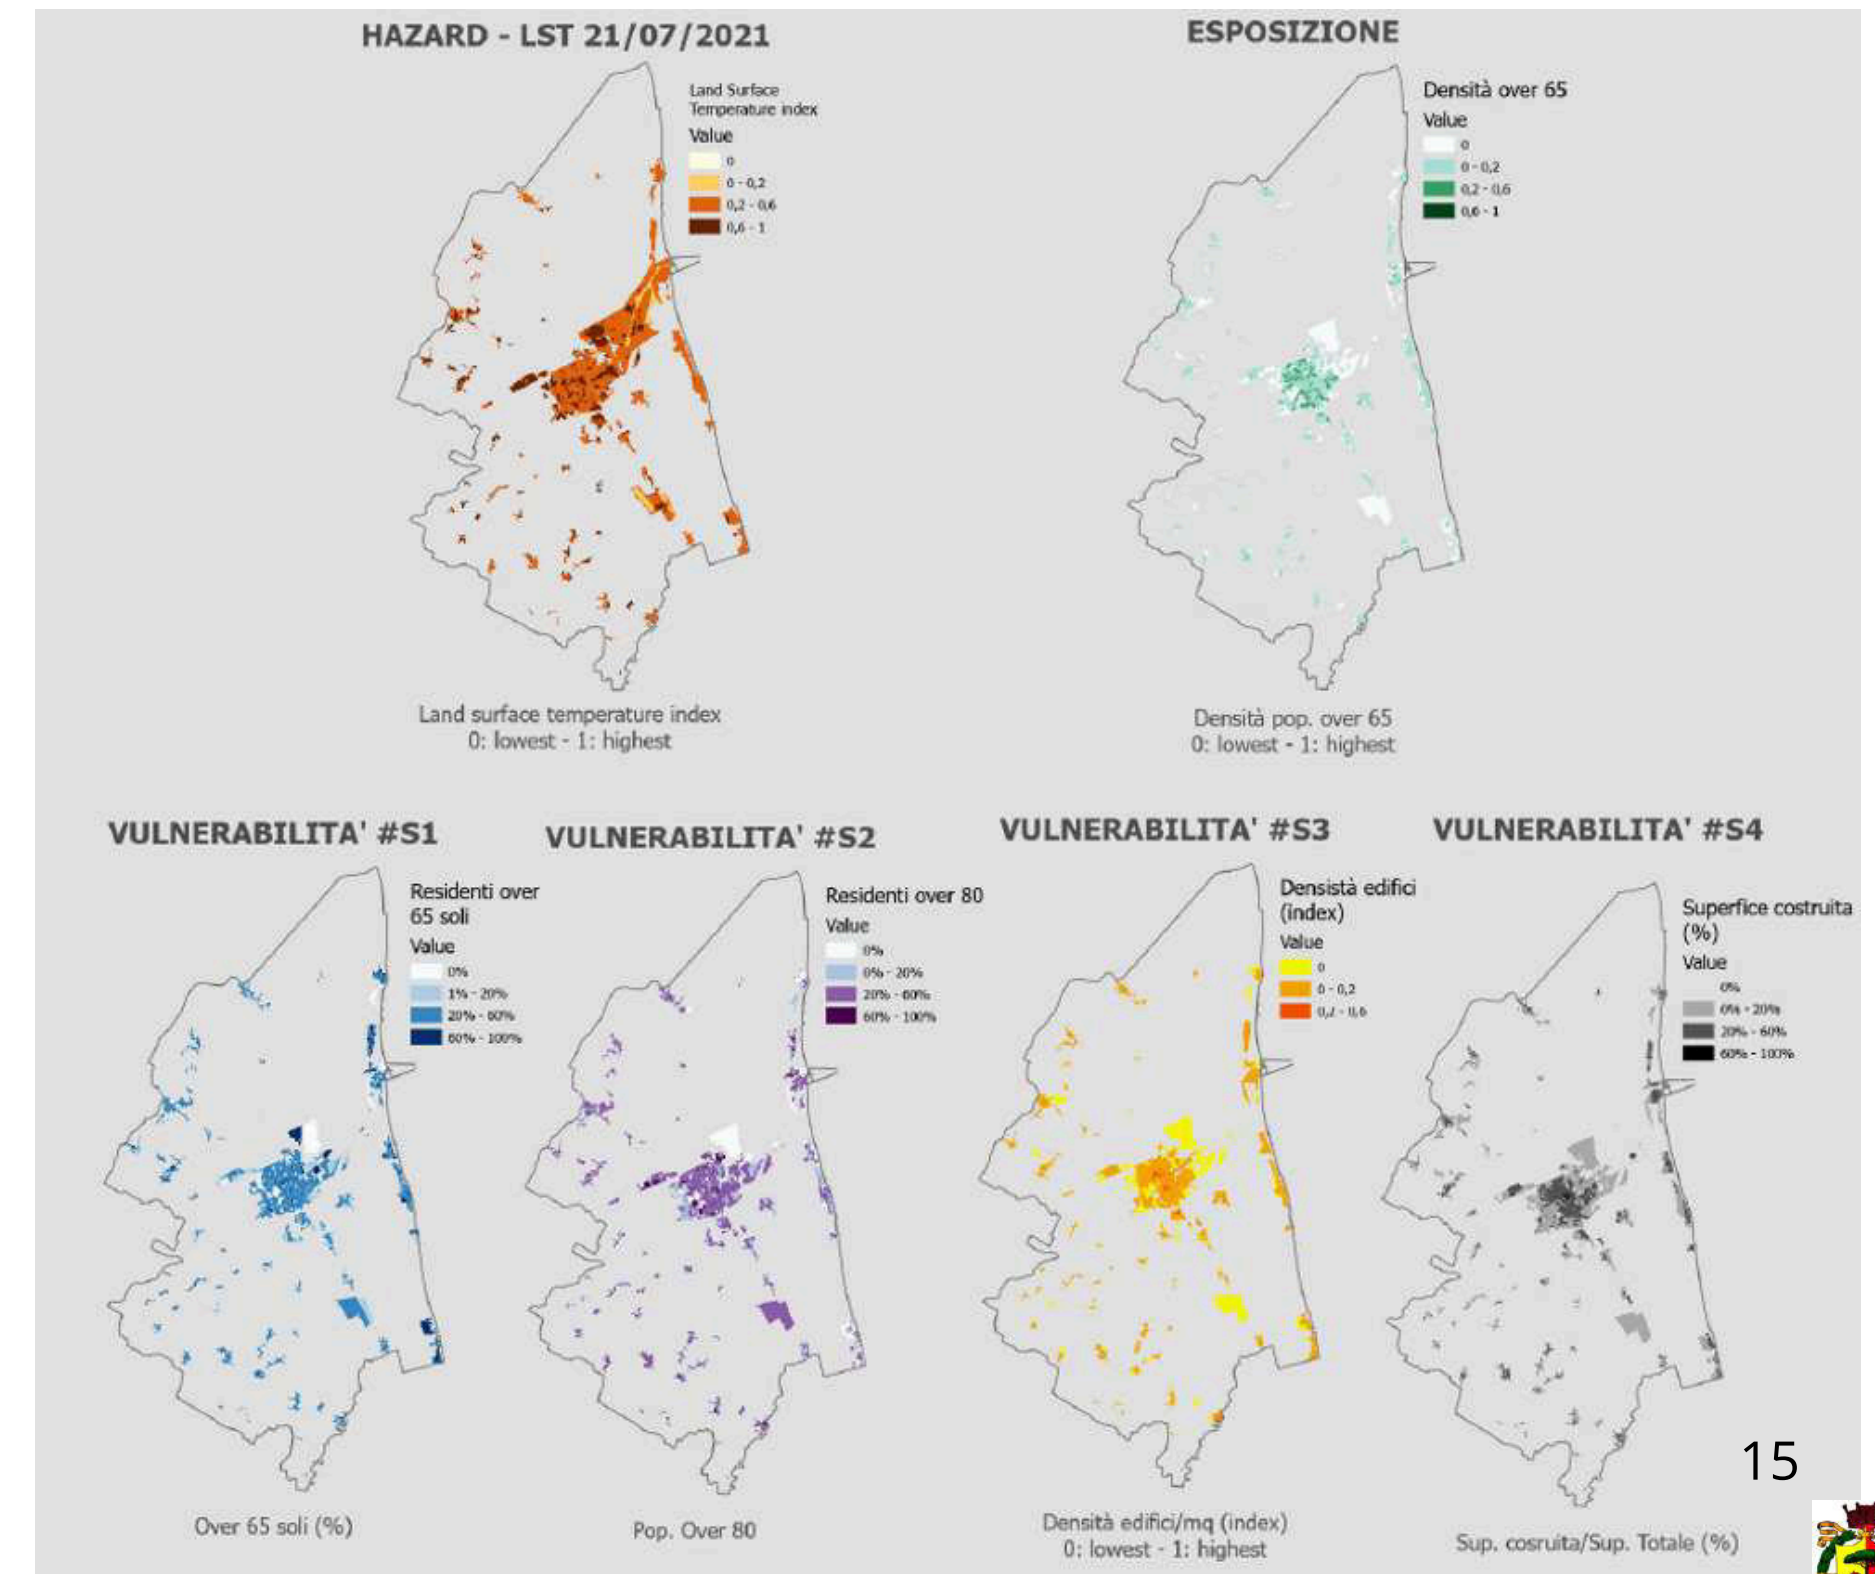 HAZARD - LST 21/07/2021
Land Surface
Temperature index
Value
0
0 - 0,2
0,2 - 0,6
0,6 - 1
Land surface temperature index
0: lowest - 1: highest
ESPOSIZIONE
Densità over 65
Value
0
0 - 0,2
0,2 - 0,6
0,6 - 1
Densità pop. over 65
0: lowest - 1: highest
VULNERABILITA' #S1
Residenti over
65 soli
Value
0%
1% - 20%
20% - 60%
60% - 100%
Over 65 soli (%)
VULNERABILITA' #S2
Residenti over 80
Value
0%
0% - 20%
20% - 60%
60% - 100%
Pop. Over 80
VULNERABILITA' #S3
Densistà edifici
(index)
Value
0
0 - 0,2
0,2 - 0,6
Densità edifici/mq (index)
0: lowest - 1: highest
VULNERABILITA' #S4
Superfice costruita
(%)
Value
0%
0% - 20%
20% - 60%
60% - 100%
Sup. cosruita/Sup. Totale (%)
15